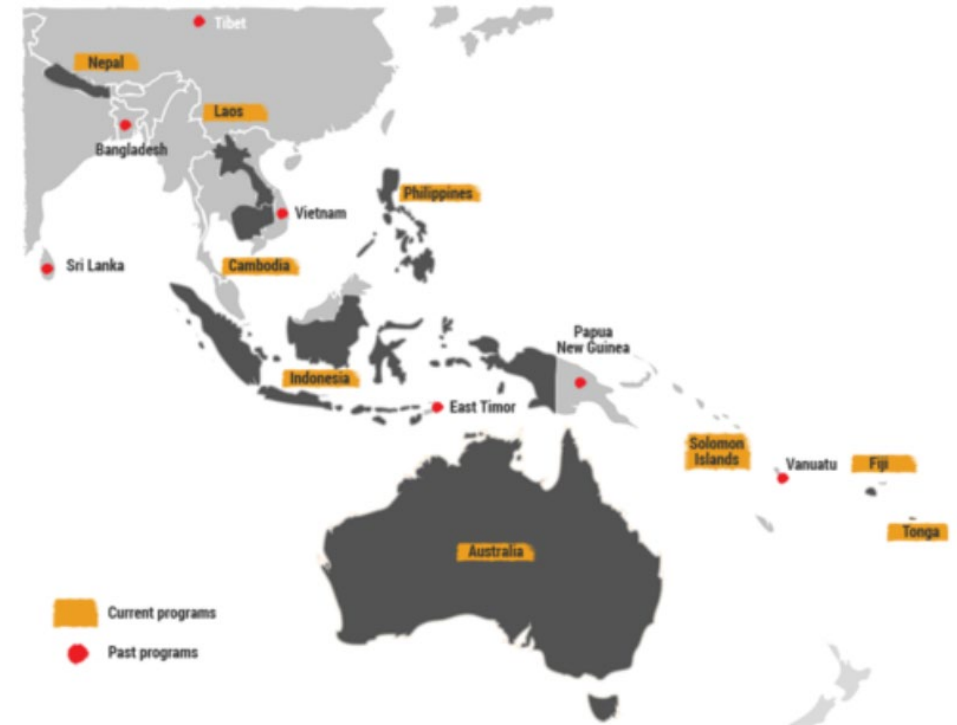 Tibet
Nepal
Laos
Bangladesh
Philippines
Vietnam
Sri Lanka
Cambodia
Papua
New Guinea
Indonesia
East Timor
Solomon
Islands
Vanuatu
Fiji
Tonga
Australia
Current programs
Past programs